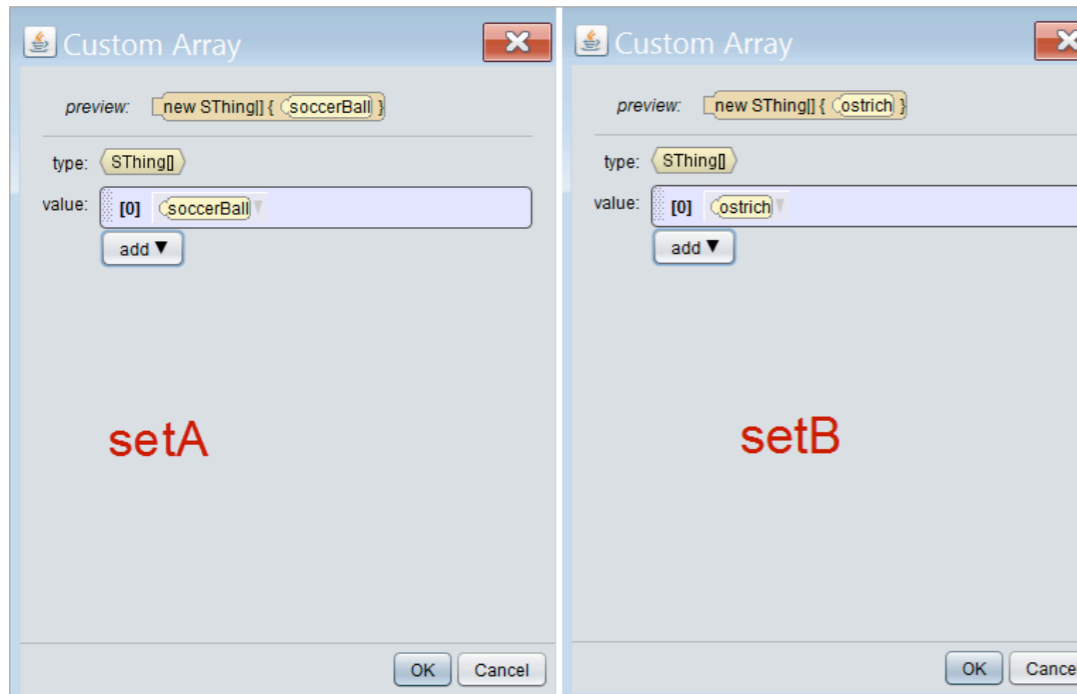 Custom Array
preview: new SThing[] { soccerBall }
type: SThing[]
value: [0] soccerBall
add
setA
OK Cancel
Custom Array
preview: new SThing[] { ostrich }
type: SThing[]
value: [0] ostrich
add
setB
OK Cance